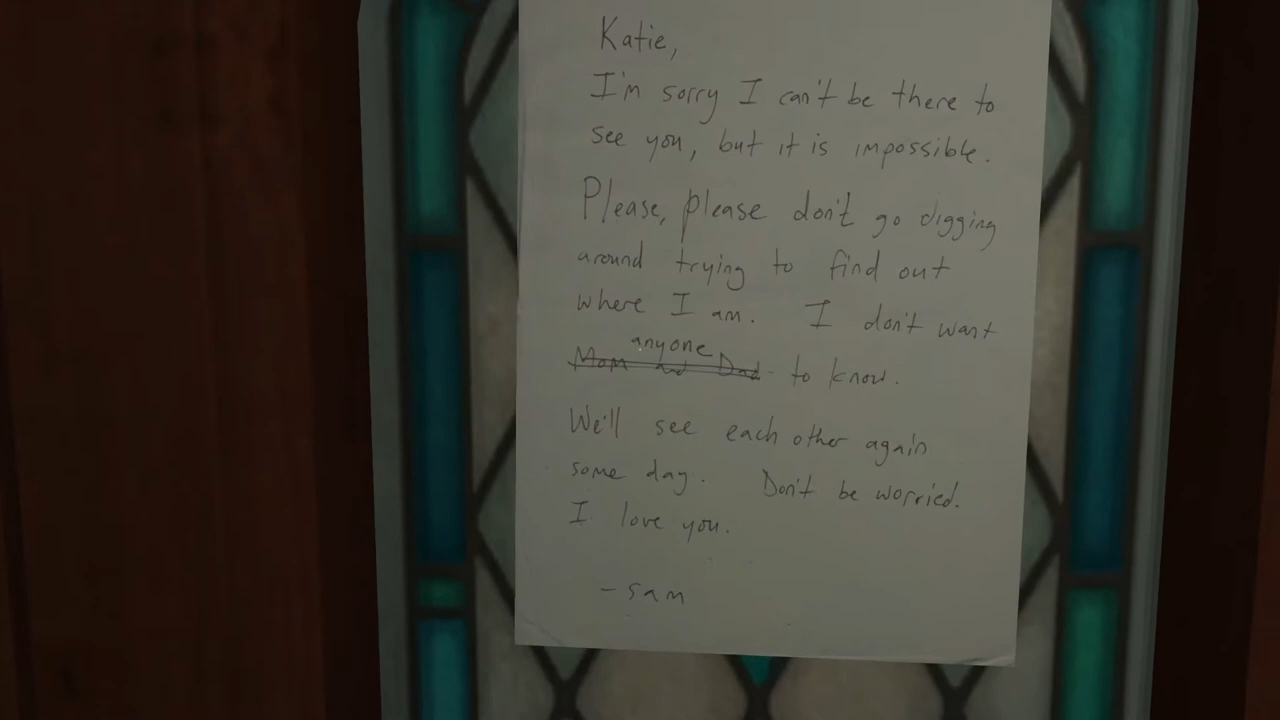 Katie,
I'm sorry I can't be there to
see you, but it is impossible.
Please, please don't go digging
around trying to find out
where I am. I don't want
anyone
Mom and Dad to know.
We'll see each other again
some day. Don't be worried.
I love you.
- Sam